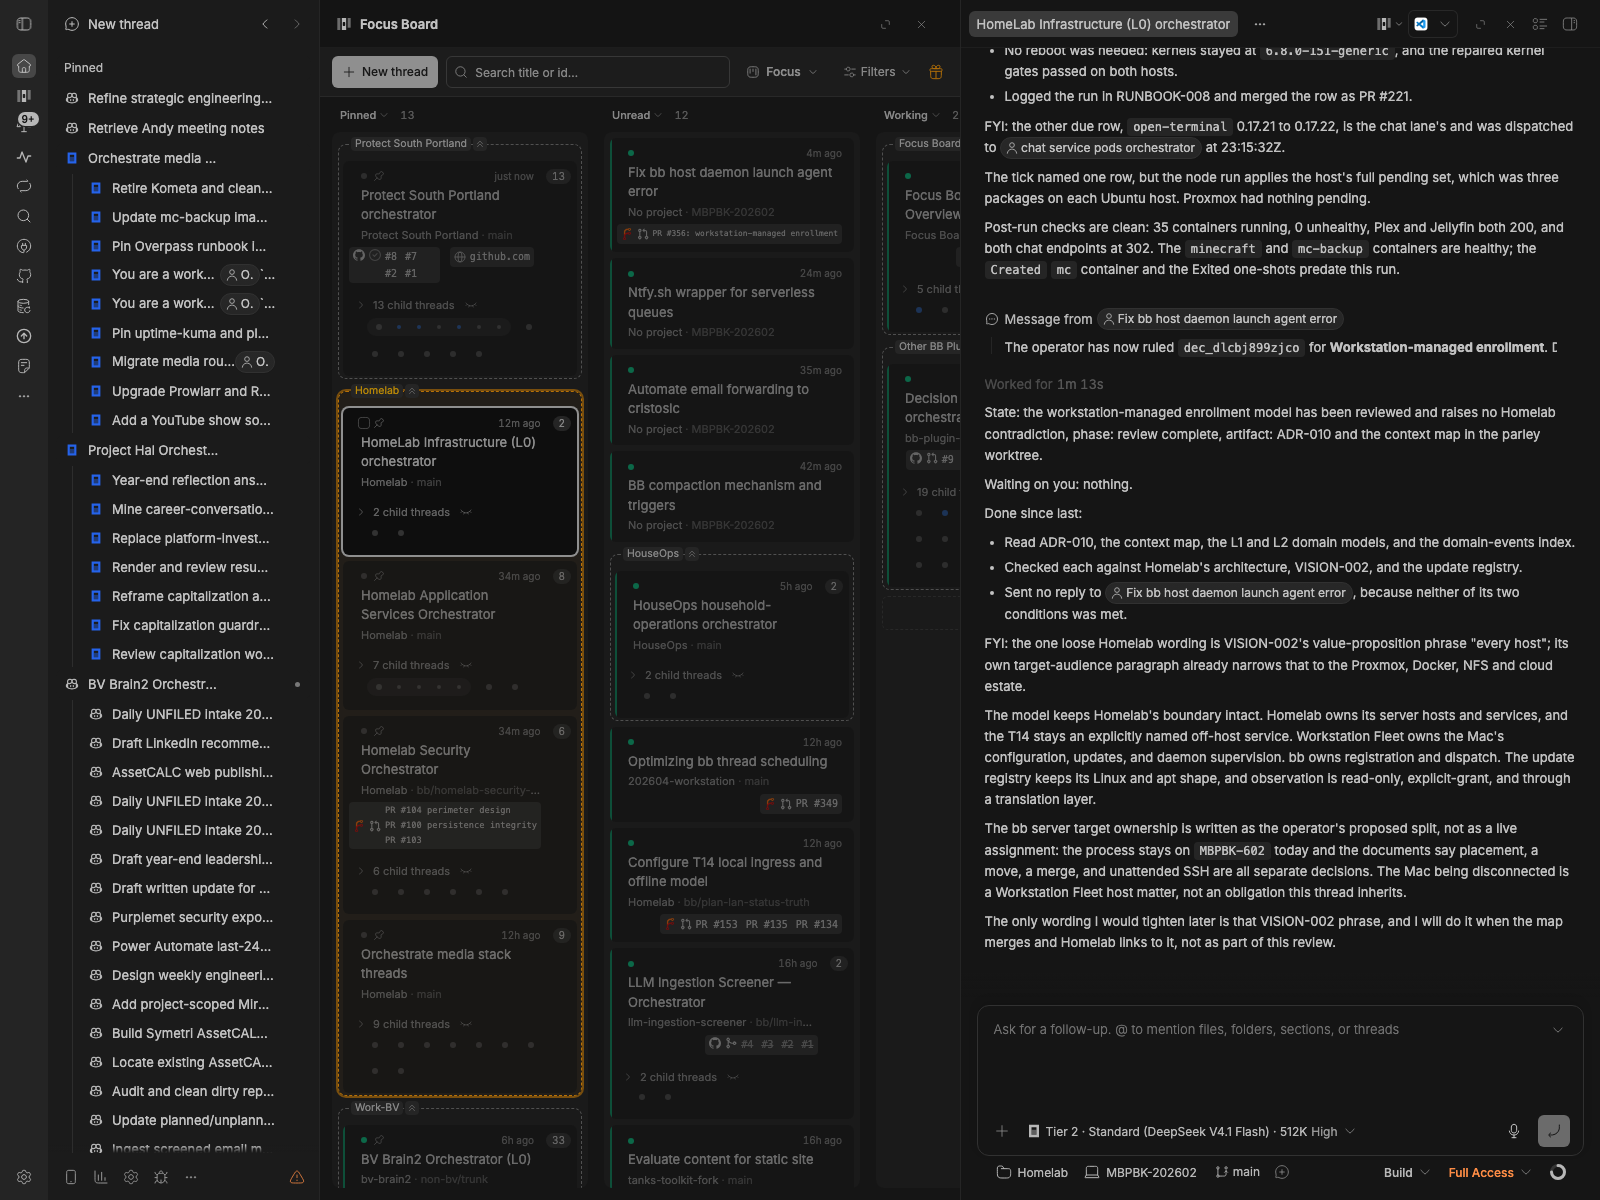 New thread
Pinned
Refine strategic engineering...
Retrieve Andy meeting notes
Orchestrate media ...
Retire Kometa and clean...
Update mc-backup ima...
Pin Overpass runbook i...
You are a work... O. `...
You are a work... O. `...
Pin uptime-kuma and pl...
Migrate media rou... O.
Upgrade Prowlarr and R...
Add a YouTube show so...
Project Hal Orchest...
Year-end reflection ans...
Mine career-conversatio...
Replace platform-invest...
Render and review resu...
Reframe capitalization a...
Fix capitalization guardr...
Review capitalization wo...
BV Brain2 Orchestr...
Daily UNFILED intake 20...
Draft LinkedIn recomme...
AssetCALC web publishi...
Daily UNFILED intake 20...
Daily UNFILED intake 20...
Draft year-end leadershi...
Draft written update for ...
Purplemet security expo...
Power Automate last-24...
Design weekly engineeri...
Add project-scoped Mir...
Build Symetri AssetCAL...
Locate existing AssetCA...
Audit and clean dirty rep...
Update planned/unplann...
Ingest screened email m...
9+
Focus Board
New thread
Search title or id...
Focus
Filters
Pinned 13
Protect South Portland
just now 13
Protect South Portland
orchestrator
Protect South Portland · main
#8 #7
#2 #1
github.com
13 child threads
Homelab
12m ago 2
HomeLab Infrastructure (L0)
orchestrator
Homelab · main
2 child threads
34m ago 8
Homelab Application
Services Orchestrator
Homelab · main
7 child threads
34m ago 6
Homelab Security
Orchestrator
Homelab · bb/homelab-security-...
PR #104 perimeter design
PR #100 persistence integrity
PR #103
6 child threads
12h ago 9
Orchestrate media stack
threads
Homelab · main
9 child threads
Work-BV
6h ago 33
BV Brain2 Orchestrator (L0)
bv-brain2 · non-bv/trunk
Unread 12
4m ago
Fix bb host daemon launch agent
error
No project · MBPBK-202602
PR #356: workstation-managed enrollment
24m ago
Ntfy.sh wrapper for serverless
queues
No project · MBPBK-202602
35m ago
Automate email forwarding to
cristosic
No project · MBPBK-202602
42m ago
BB compaction mechanism and
triggers
No project · MBPBK-202602
HouseOps
5h ago 2
HouseOps household-
operations orchestrator
HouseOps · main
2 child threads
12h ago
Optimizing bb thread scheduling
202604-workstation · main
PR #349
12h ago
Configure T14 local ingress and
offline model
Homelab · bb/plan-lan-status-truth
PR #153 PR #135 PR #134
16h ago 2
LLM Ingestion Screener —
Orchestrator
llm-ingestion-screener · bb/llm-in...
#4 #3 #2 #1
2 child threads
16h ago
Evaluate content for static site
tanks-toolkit-fork · main
Working 2
Focus Board
Focus Bo
Overview
Focus Boa
5 child t
Other BB Plu
Decision
orchestra
bb-plugin-
#9
19 child
HomeLab Infrastructure (L0) orchestrator
No reboot was needed: kernels stayed at 6.8.0-151-generic , and the repaired kernel
gates passed on both hosts.
Logged the run in RUNBOOK-008 and merged the row as PR #221.
FYI: the other due row, open-terminal 0.17.21 to 0.17.22, is the chat lane's and was dispatched
to chat service pods orchestrator at 23:15:32Z.
The tick named one row, but the node run applies the host's full pending set, which was three
packages on each Ubuntu host. Proxmox had nothing pending.
Post-run checks are clean: 35 containers running, 0 unhealthy, Plex and Jellyfin both 200, and
both chat endpoints at 302. The minecraft and mc-backup containers are healthy; the
Created mc container and the Exited one-shots predate this run.
Message from Fix bb host daemon launch agent error
The operator has now ruled dec_dlcbj899zjco for Workstation-managed enrollment.
Worked for 1m 13s
State: the workstation-managed enrollment model has been reviewed and raises no Homelab
contradiction, phase: review complete, artifact: ADR-010 and the context map in the parley
worktree.
Waiting on you: nothing.
Done since last:
Read ADR-010, the context map, the L1 and L2 domain models, and the domain-events index.
Checked each against Homelab's architecture, VISION-002, and the update registry.
Sent no reply to Fix bb host daemon launch agent error , because neither of its two
conditions was met.
FYI: the one loose Homelab wording is VISION-002's value-proposition phrase "every host"; its
own target-audience paragraph already narrows that to the Proxmox, Docker, NFS and cloud
estate.
The model keeps Homelab's boundary intact. Homelab owns its server hosts and services, and
the T14 stays an explicitly named off-host service. Workstation Fleet owns the Mac's
configuration, updates, and daemon supervision. bb owns registration and dispatch. The update
registry keeps its Linux and apt shape, and observation is read-only, explicit-grant, and through
a translation layer.
The bb server target ownership is written as the operator's proposed split, not as a live
assignment: the process stays on MBPBK-602 today and the documents say placement, a
move, a merge, and unattended SSH are all separate decisions. The Mac being disconnected is
a Workstation Fleet host matter, not an obligation this thread inherits.
The only wording I would tighten later is that VISION-002 phrase, and I will do it when the map
merges and Homelab links to it, not as part of this review.
Ask for a follow-up. @ to mention files, folders, sections, or threads
Tier 2 · Standard (DeepSeek V4.1 Flash) · 512K High
Homelab MBPBK-202602 main Build Full Access